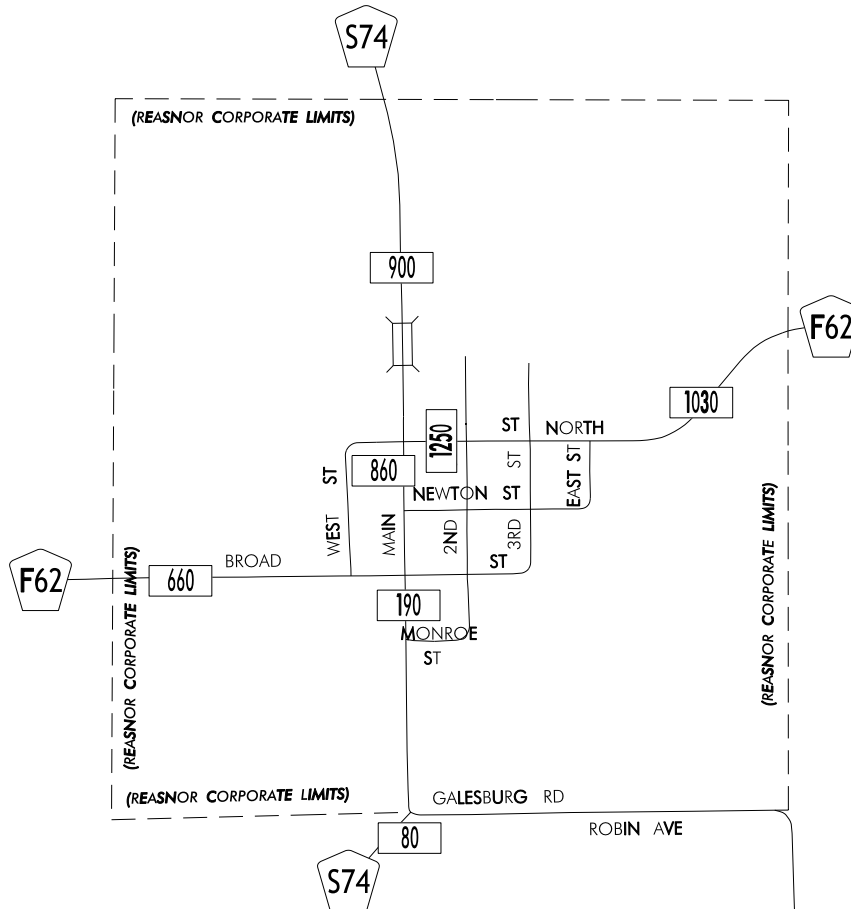 S74
(REASNOR CORPORATE LIMITS)
900
F62
1030
ST NORTH
1250
860
ST
EAST ST
NEWTON ST
WEST ST
MAIN
2ND
3RD
BROAD ST
F62
660
190
MONROE
ST
(REASNOR CORPORATE LIMITS)
(REASNOR CORPORATE LIMITS)
(REASNOR CORPORATE LIMITS)
GALESBURG RD
ROBIN AVE
80
S74